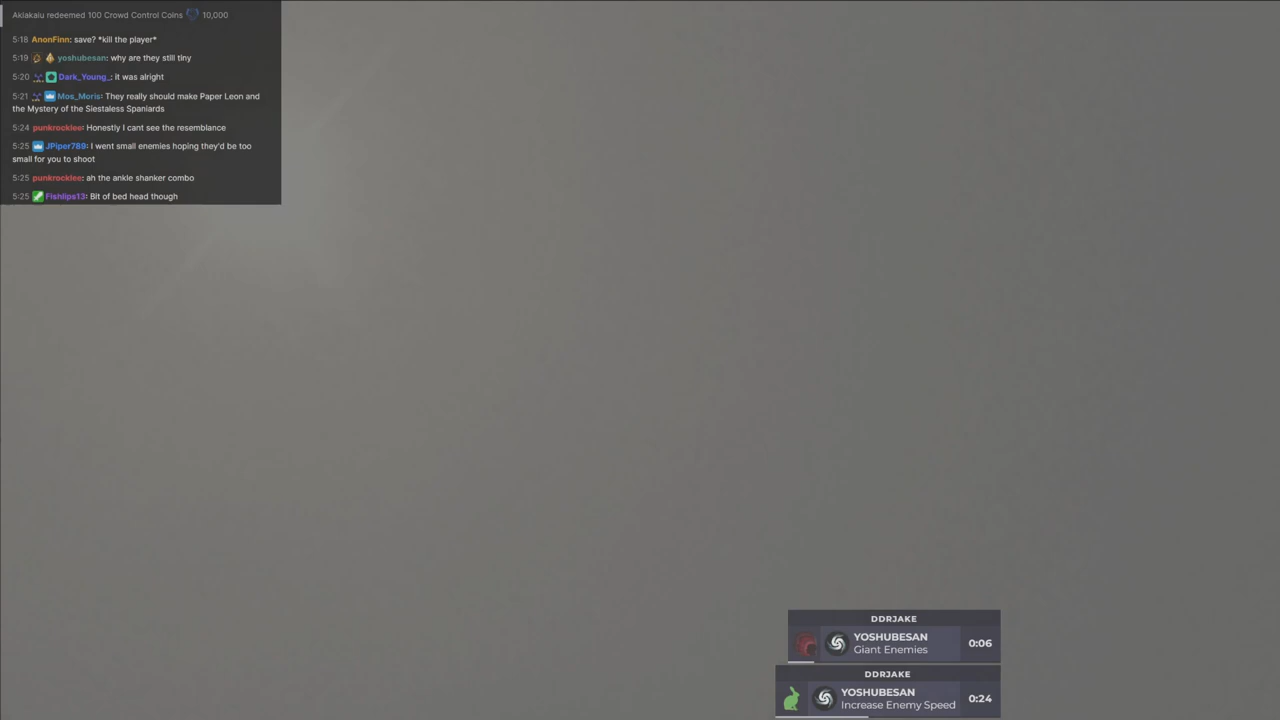 Akiakaiu redeemed 100 Crowd Control Coins 10,000
5:18 AnonFinn: save? *kill the player*
5:19 yoshubesan: why are they still tiny
5:20 Dark_Young_: it was alright
5:21 Mos_Moris: They really should make Paper Leon and
the Mystery of the Siestaless Spaniards
5:24 punkrocklee: Honestly I cant see the resemblance
5:25 JPiper789: I went small enemies hoping they'd be too
small for you to shoot
5:25 punkrocklee: ah the ankle shanker combo
5:25 Fishlips13: Bit of bed head though
DDRJAKE
YOSHUBESAN
Giant Enemies
0:06
DDRJAKE
YOSHUBESAN
Increase Enemy Speed
0:24